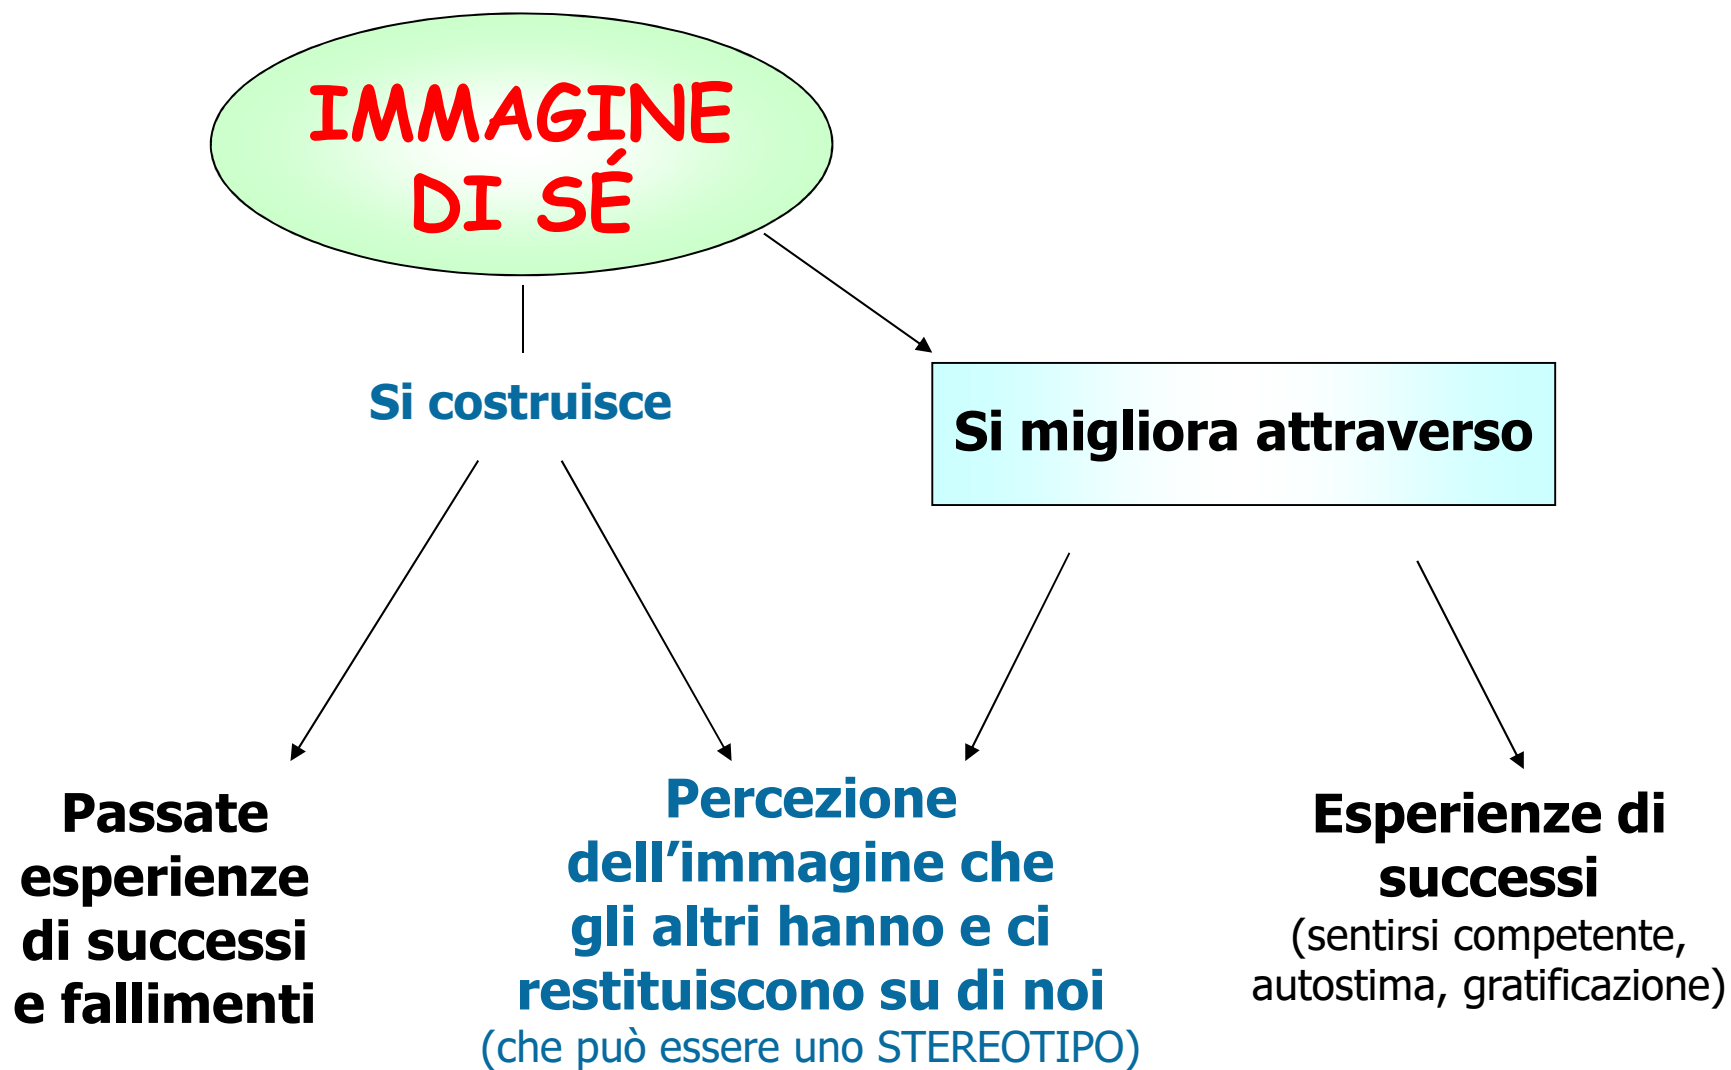 IMMAGINE
DI SÉ
Si costruisce
Si migliora attraverso
Passate
esperienze
di successi
e fallimenti
Percezione
dell’immagine che
gli altri hanno e ci
restituiscono su di noi
(che può essere uno STEREOTIPO)
Esperienze di
successi
(sentirsi competente,
autostima, gratificazione)